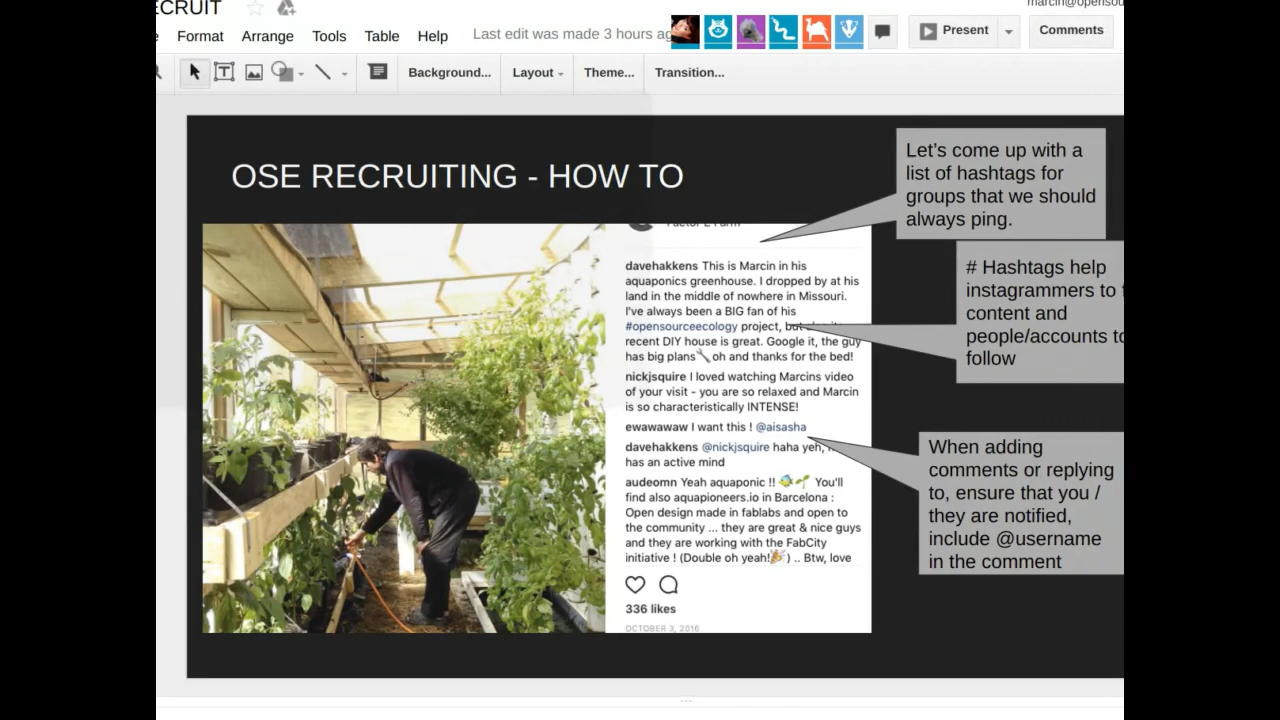 ECRUIT
marcin@opensou
Format Arrange Tools Table Help Last edit was made 3 hours ag
Present Comments
Background... Layout Theme... Transition...
OSE RECRUITING - HOW TO
Let's come up with a
list of hashtags for
groups that we should
always ping.
# Hashtags help
instagrammers to f
content and
people/accounts to
follow
When adding
comments or replying
to, ensure that you /
they are notified,
include @username
in the comment
Factor E Farm
davehakkens This is Marcin in his
aquaponics greenhouse. I dropped by at his
land in the middle of nowhere in Missouri.
I've always been a BIG fan of his
#opensourceecology project, but
recent DIY house is great. Google it, the guy
has big plans🔧 oh and thanks for the bed!
nickjsquire I loved watching Marcins video
of your visit - you are so relaxed and Marcin
is so characteristically INTENSE!
ewawawaw I want this ! @aisasha
davehakkens @nickjsquire haha yeh,
has an active mind
audeomn Yeah aquaponic !! 🐠🌱 You'll
find also aquapioneers.io in Barcelona :
Open design made in fablabs and open to
the community ... they are great & nice guys
and they are working with the FabCity
initiative ! (Double oh yeah!🎉) .. Btw, love
336 likes
OCTOBER 3, 2016